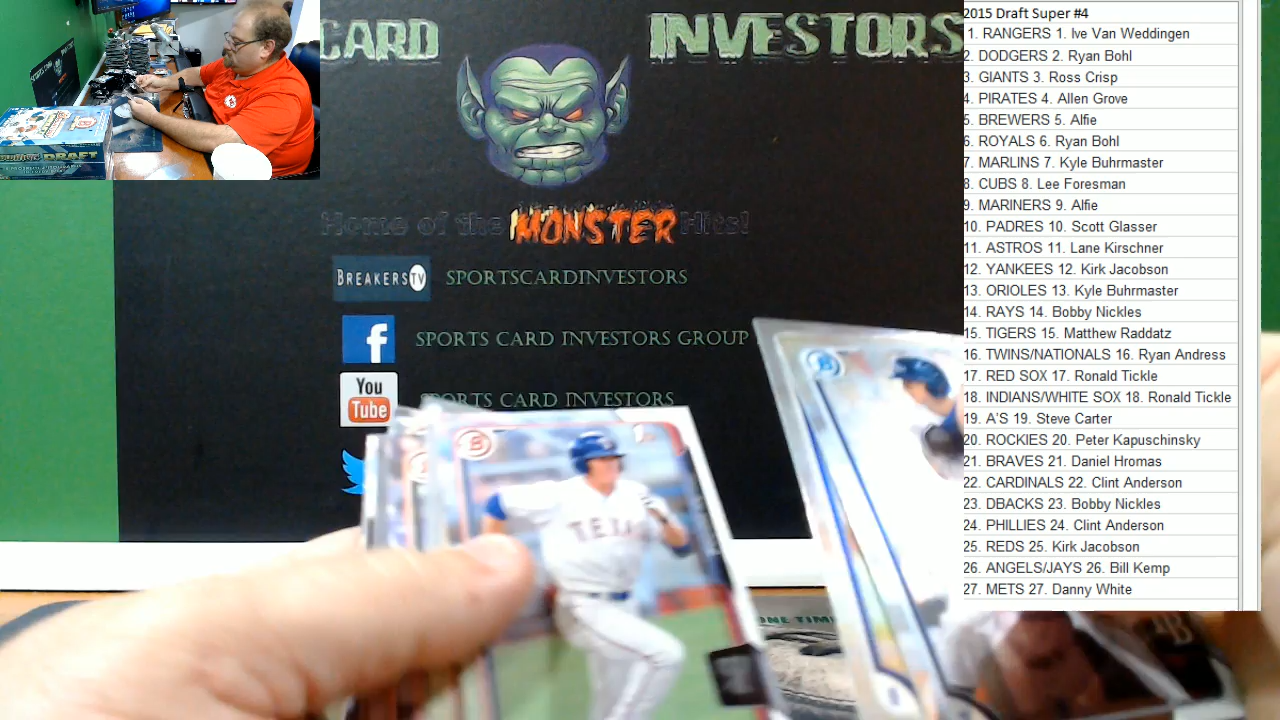 CARD INVESTORS
Home of the MONSTER Hits!
BREAKERS TV SPORTSCARDINVESTORS
f SPORTS CARD INVESTORS GROUP
You Tube SPORTS CARD INVESTORS
DRAFT
B
TEXA
ONE TIME
2015 Draft Super #4
1. RANGERS 1. Ive Van Weddingen
2. DODGERS 2. Ryan Bohl
3. GIANTS 3. Ross Crisp
4. PIRATES 4. Allen Grove
5. BREWERS 5. Alfie
6. ROYALS 6. Ryan Bohl
7. MARLINS 7. Kyle Buhrmaster
8. CUBS 8. Lee Foresman
9. MARINERS 9. Alfie
10. PADRES 10. Scott Glasser
11. ASTROS 11. Lane Kirschner
12. YANKEES 12. Kirk Jacobson
13. ORIOLES 13. Kyle Buhrmaster
14. RAYS 14. Bobby Nickles
15. TIGERS 15. Matthew Raddatz
16. TWINS/NATIONALS 16. Ryan Andress
17. RED SOX 17. Ronald Tickle
18. INDIANS/WHITE SOX 18. Ronald Tickle
19. A'S 19. Steve Carter
20. ROCKIES 20. Peter Kapuschinsky
21. BRAVES 21. Daniel Hromas
22. CARDINALS 22. Clint Anderson
23. DBACKS 23. Bobby Nickles
24. PHILLIES 24. Clint Anderson
25. REDS 25. Kirk Jacobson
26. ANGELS/JAYS 26. Bill Kemp
27. METS 27. Danny White